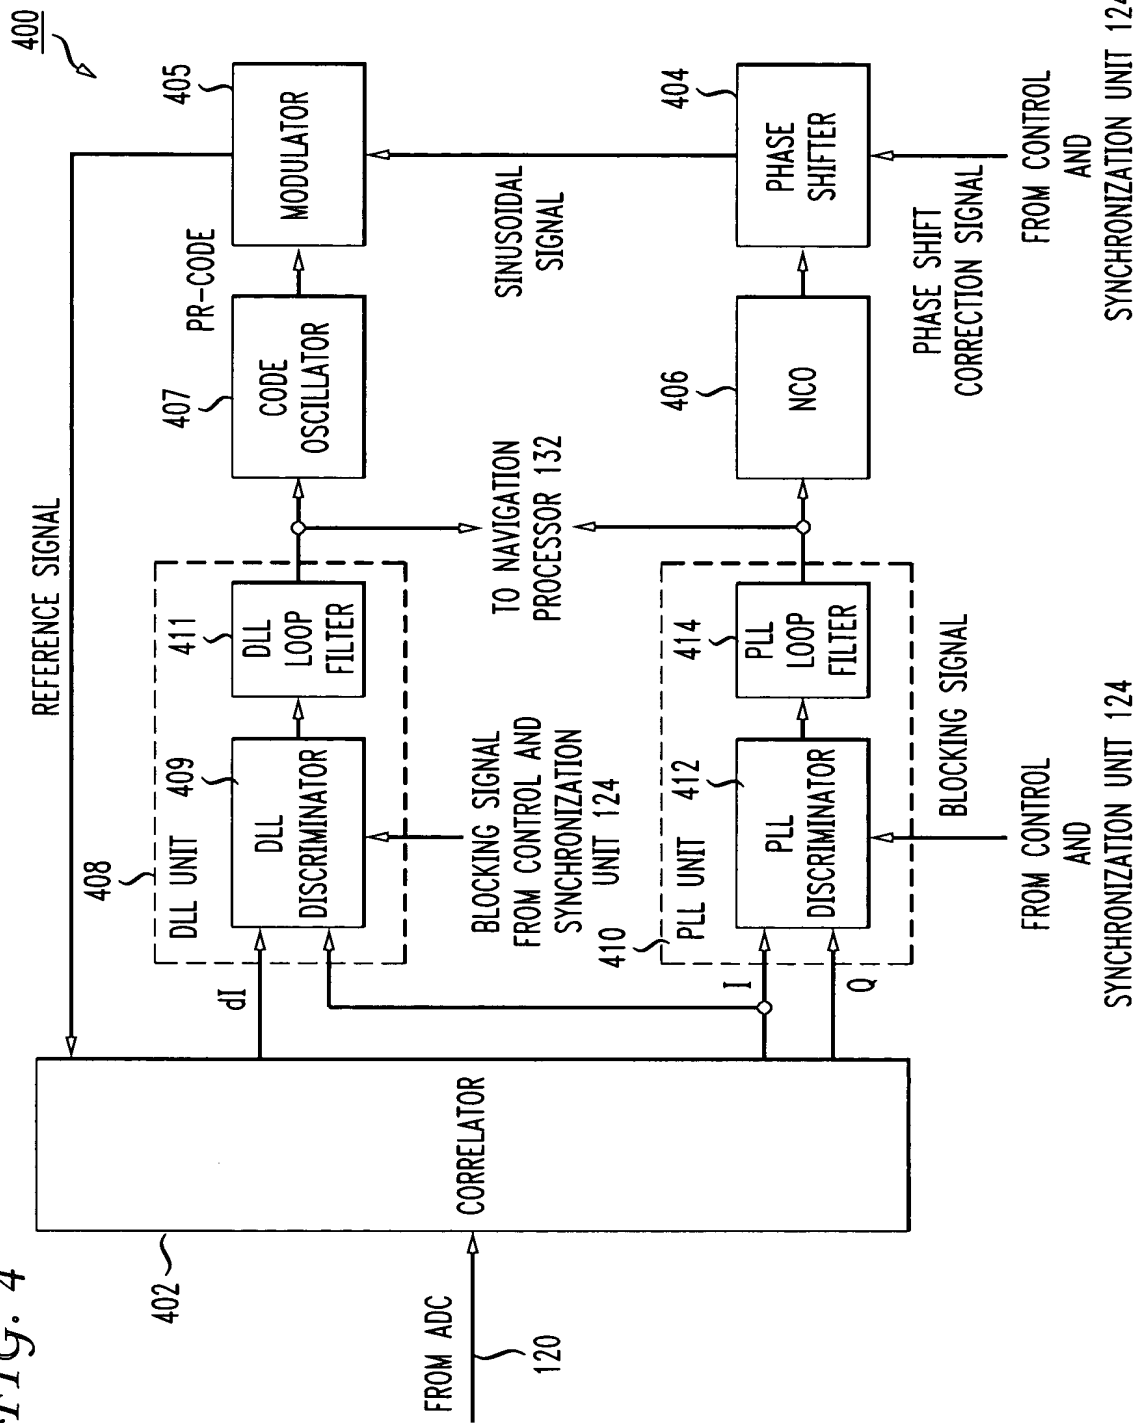 FIG. 4
400
REFERENCE SIGNAL
408
DLL UNIT
409
DLL
DISCRIMINATOR
411
DLL
LOOP
FILTER
407
CODE
OSCILLATOR
PR-CODE
405
MODULATOR
dI
BLOCKING SIGNAL
FROM CONTROL AND
SYNCHRONIZATION
UNIT 124
TO NAVIGATION
PROCESSOR 132
SINUSOIDAL
SIGNAL
402
CORRELATOR
FROM ADC
120
410
PLL UNIT
412
PLL
DISCRIMINATOR
414
PLL
LOOP
FILTER
406
NCO
404
PHASE
SHIFTER
I
Q
BLOCKING SIGNAL
PHASE SHIFT
CORRECTION SIGNAL
FROM CONTROL
AND
SYNCHRONIZATION UNIT 124
FROM CONTROL
AND
SYNCHRONIZATION UNIT 124